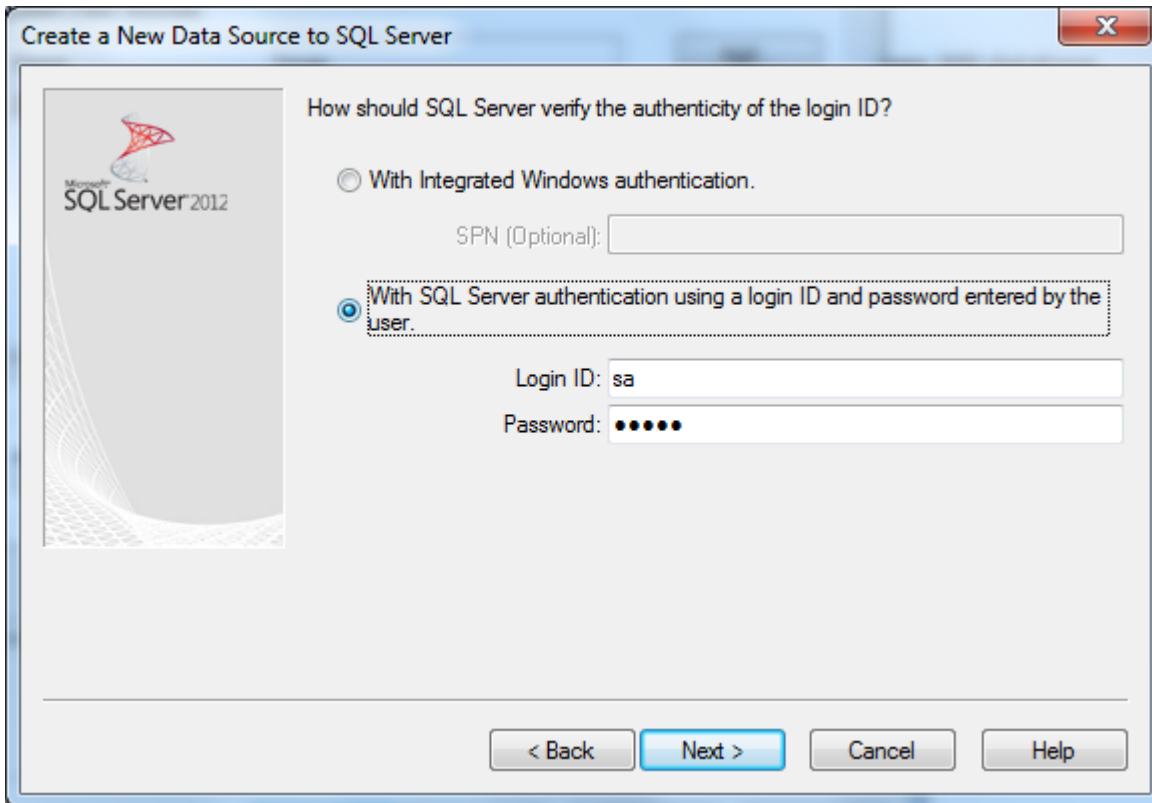 Create a New Data Source to SQL Server
Microsoft
SQL Server 2012
How should SQL Server verify the authenticity of the login ID?
With Integrated Windows authentication.
SPN (Optional):
With SQL Server authentication using a login ID and password entered by the
user.
Login ID: sa
Password: •••••
< Back Next > Cancel Help